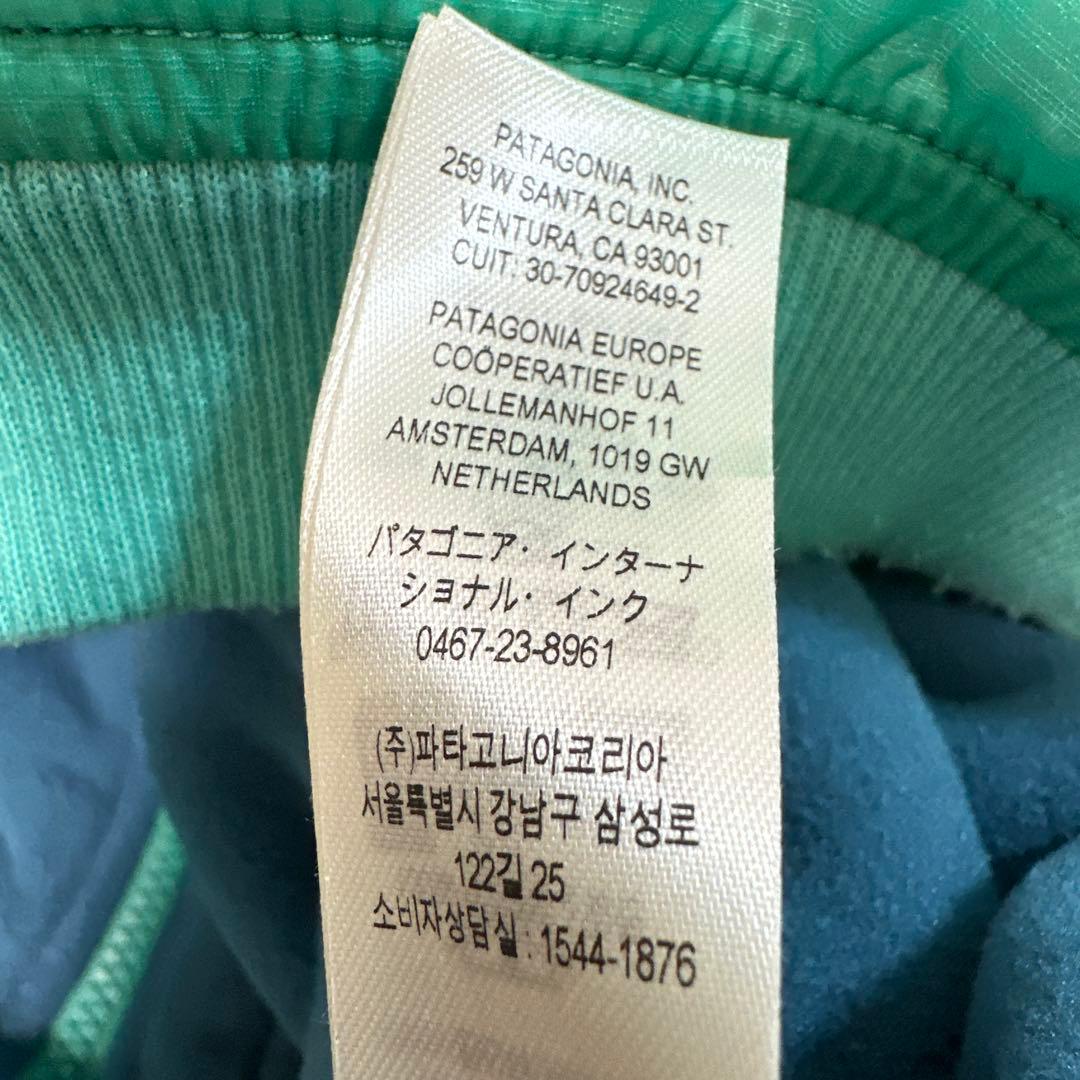 PATAGONIA, INC.
259 W SANTA CLARA ST.
VENTURA, CA 93001
CUIT: 30-70924649-2
PATAGONIA EUROPE
COÖPERATIEF U.A.
JOLLEMANHOF 11
AMSTERDAM, 1019 GW
NETHERLANDS
パタゴニア・インターナ
ショナル・インク
0467-23-8961
(주)파타고니아코리아
서울특별시 강남구 삼성로
122길 25
소비자상담실 : 1544-1876